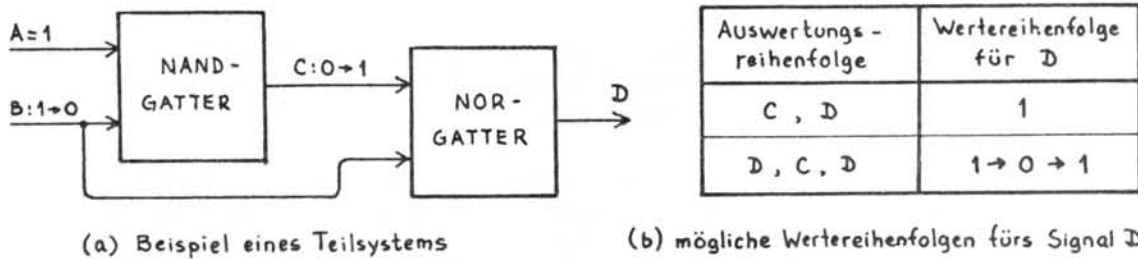 A=1
B:1→0
NAND-
GATTER
C:0→1
NOR-
GATTER
D
(a) Beispiel eines Teilsystems
Auswertungs-
reihenfolge
Wertereihenfolge
für D
C , D
1
D, C, D
1→0→1
(b) mögliche Wertereihenfolgen fürs Signal D